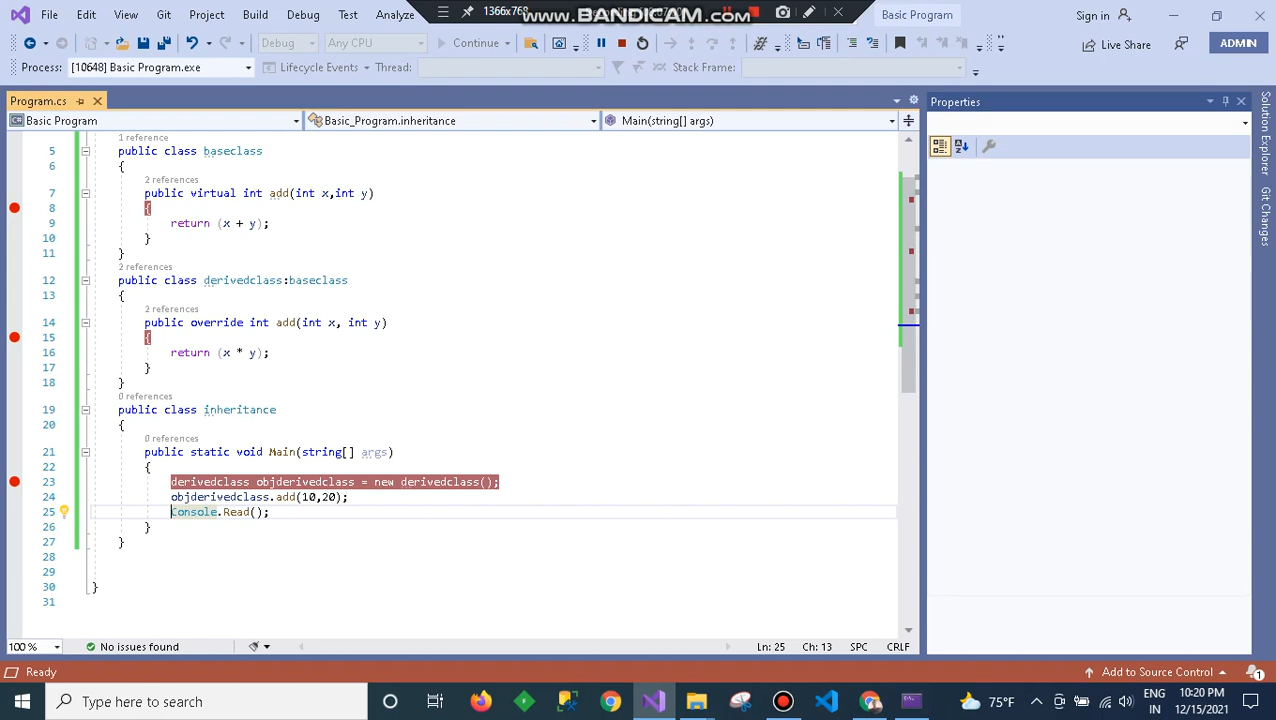 File Edit View Git Project Build Debug Test Analyze 1366x768 www.BANDICAM.com Basic Program Sign in
Debug Any CPU Continue Live Share ADMIN
Process: [10648] Basic Program.exe Lifecycle Events Thread: Stack Frame:
Program.cs
Properties
Basic Program Basic_Program.inheritance Main(string[] args)
Solution Explorer
Git Changes
1 reference
5 public class baseclass
6 {
2 references
7 public virtual int add(int x,int y)
8 {
9 return (x + y);
10 }
11 }
2 references
12 public class derivedclass:baseclass
13 {
2 references
14 public override int add(int x, int y)
15 {
16 return (x * y);
17 }
18 }
0 references
19 public class inheritance
20 {
0 references
21 public static void Main(string[] args)
22 {
23 derivedclass objderivedclass = new derivedclass();
24 objderivedclass.add(10,20);
25 Console.Read();
26 }
27 }
28
29
30 }
31
100 % No issues found Ln: 25 Ch: 13 SPC CRLF
Ready Add to Source Control 1
Type here to search 75°F ENG IN 10:20 PM 12/15/2021